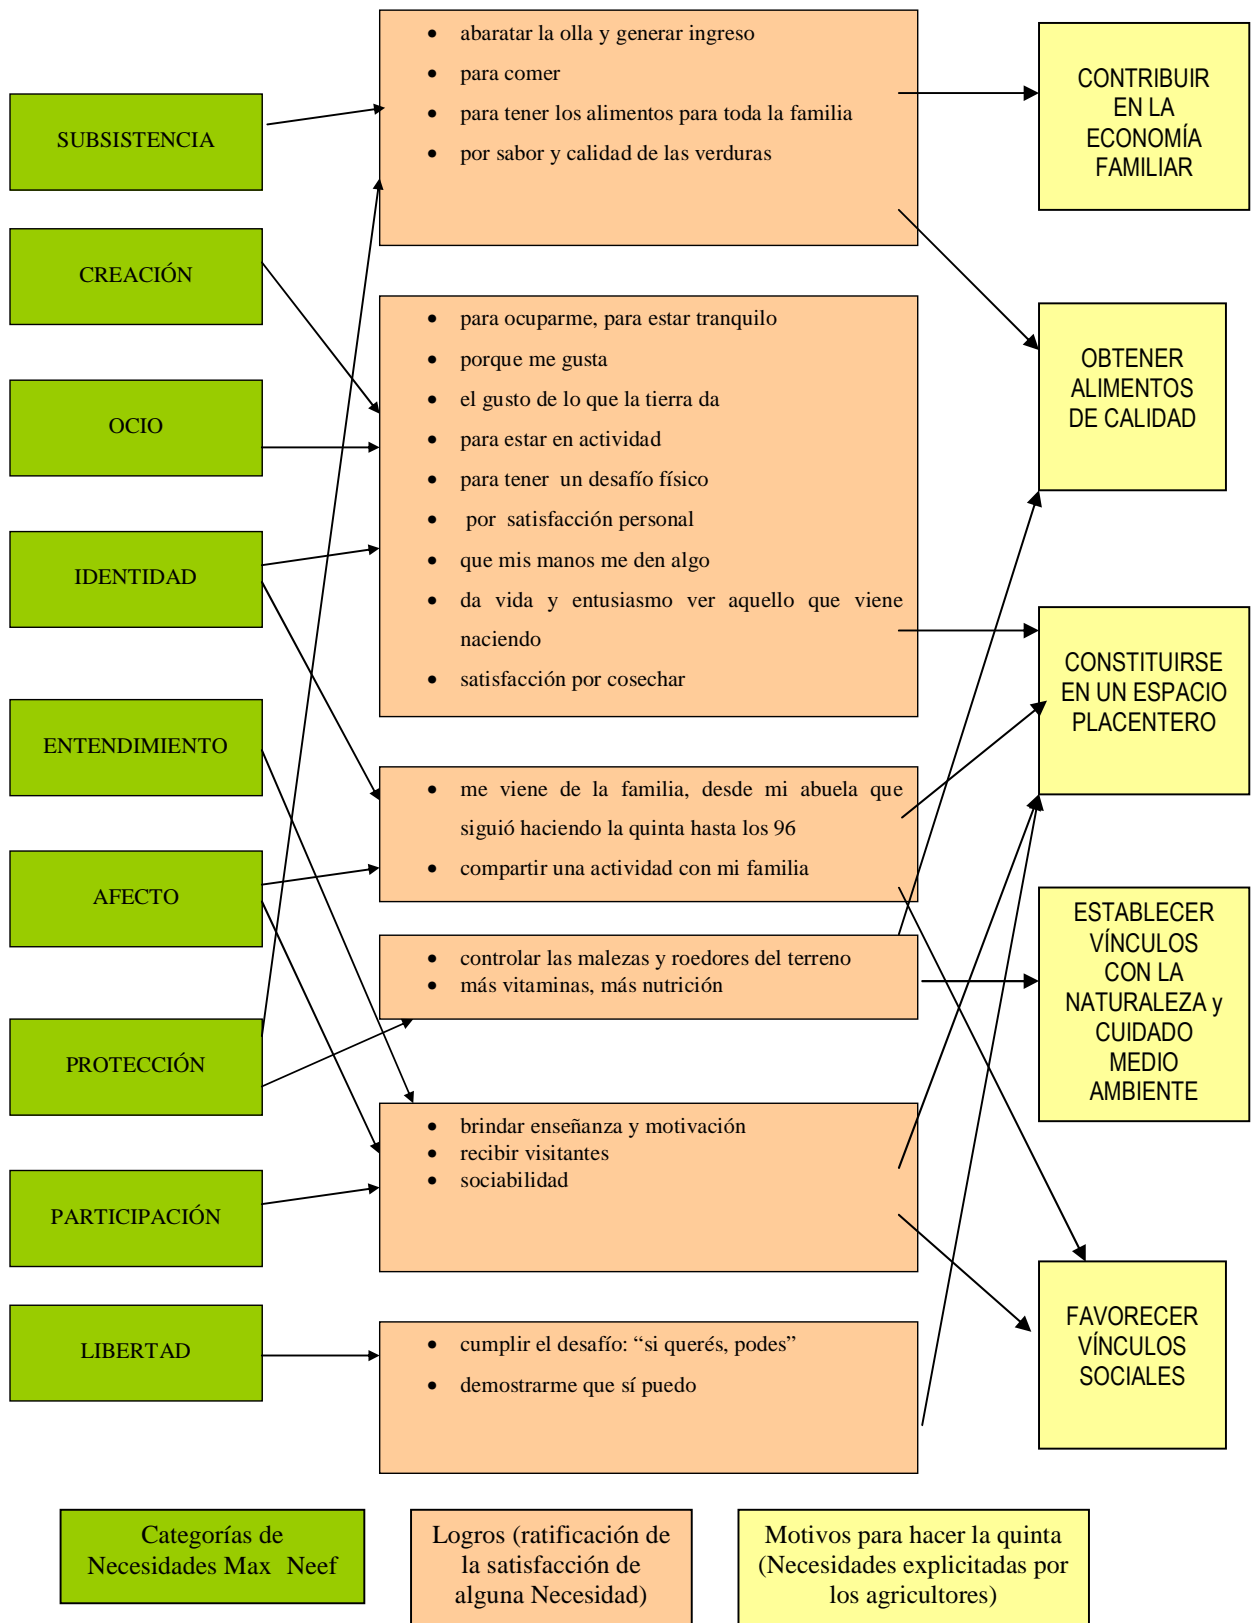 SUBSISTENCIA
CREACIÓN
OCIO
IDENTIDAD
ENTENDIMIENTO
AFECTO
PROTECCIÓN
PARTICIPACIÓN
LIBERTAD
• abaratar la olla y generar ingreso
• para comer
• para tener los alimentos para toda la familia
• por sabor y calidad de las verduras
• para ocuparme, para estar tranquilo
• porque me gusta
• el gusto de lo que la tierra da
• para estar en actividad
• para tener un desafío físico
• por satisfacción personal
• que mis manos me den algo
• da vida y entusiasmo ver aquello que viene
naciendo
• satisfacción por cosechar
• me viene de la familia, desde mi abuela que
siguió haciendo la quinta hasta los 96
• compartir una actividad con mi familia
• controlar las malezas y roedores del terreno
• más vitaminas, más nutrición
• brindar enseñanza y motivación
• recibir visitantes
• sociabilidad
• cumplir el desafío: “si querés, podes”
• demostrarme que sí puedo
CONTRIBUIR
EN LA
ECONOMÍA
FAMILIAR
OBTENER
ALIMENTOS
DE CALIDAD
CONSTITUIRSE
EN UN ESPACIO
PLACENTERO
ESTABLECER
VÍNCULOS
CON LA
NATURALEZA y
CUIDADO
MEDIO
AMBIENTE
FAVORECER
VÍNCULOS
SOCIALES
Categorías de
Necesidades Max Neef
Logros (ratificación de
la satisfacción de
alguna Necesidad)
Motivos para hacer la quinta
(Necesidades explicitadas por
los agricultores)